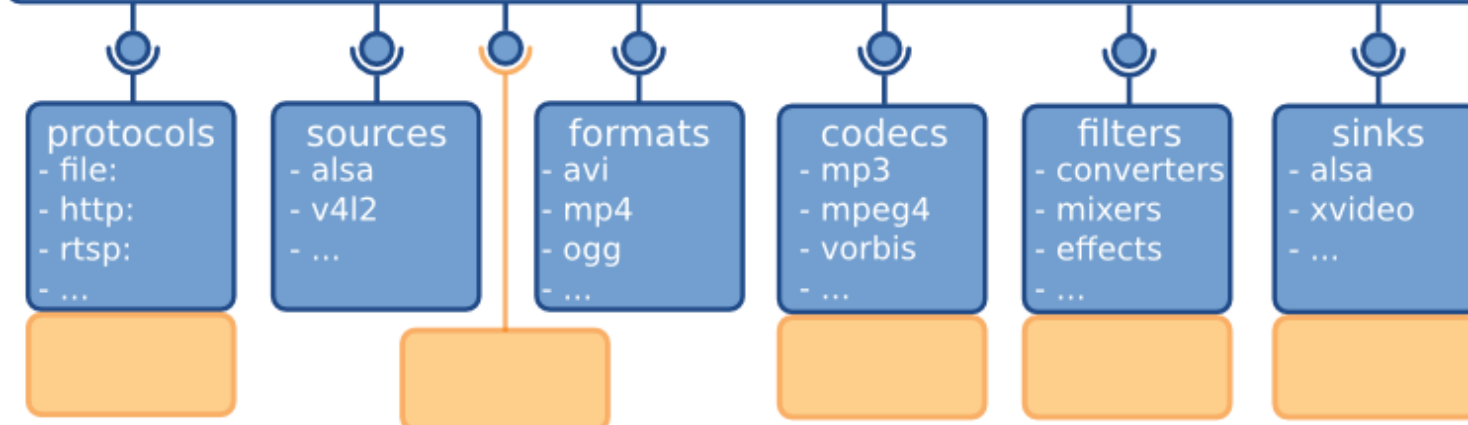 protocols
- file:
- http:
- rtsp:
- ...
sources
- alsa
- v4l2
- ...
formats
- avi
- mp4
- ogg
- ...
codecs
- mp3
- mpeg4
- vorbis
- ...
filters
- converters
- mixers
- effects
- ...
sinks
- alsa
- xvideo
- ...